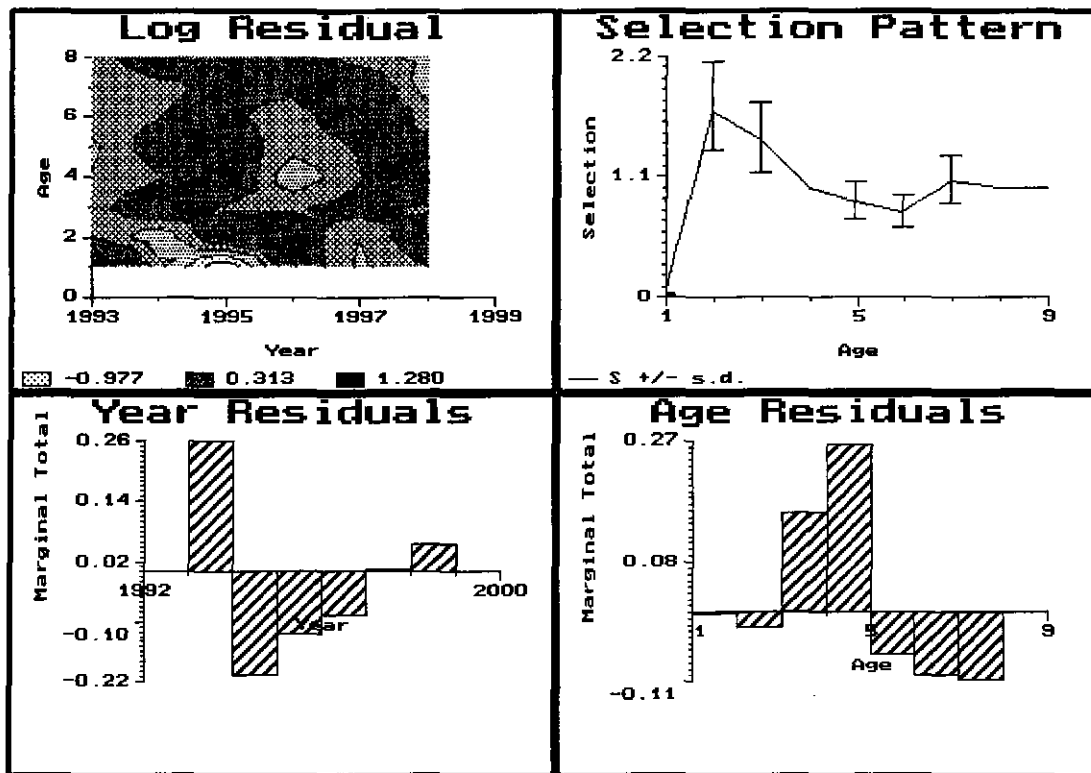 Log Residual
8
6
4
2
0
Age
1993
1995
1997
1999
Year
-0.977
0.313
1.280
Selection Pattern
2.2
1.1
0
Selection
1
5
9
Age
S +/- s.d.
Year Residuals
0.26
0.14
0.02
-0.10
-0.22
Marginal Total
1992
2000
Year
Age Residuals
0.27
0.08
-0.11
Marginal Total
1
5
9
Age